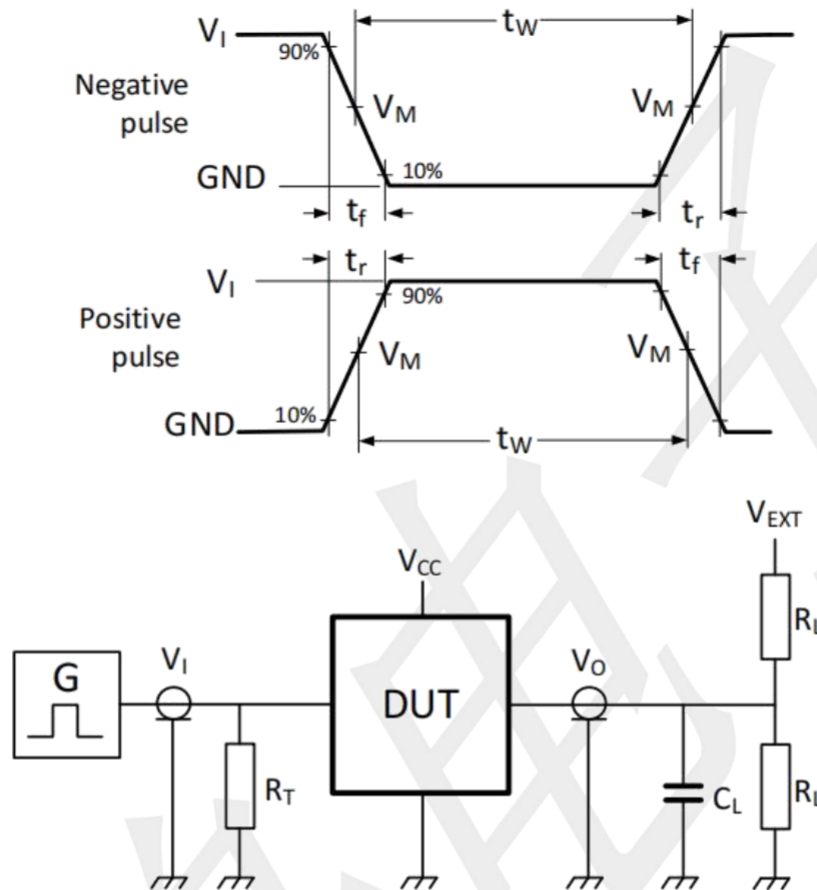 V_I
90%
t_W
Negative pulse
V_M
V_M
GND
10%
t_f
t_r
t_r
t_f
V_I
90%
Positive pulse
V_M
V_M
10%
GND
t_W
V_EXT
V_CC
R_L
G
V_I
DUT
V_O
R_T
C_L
R_L